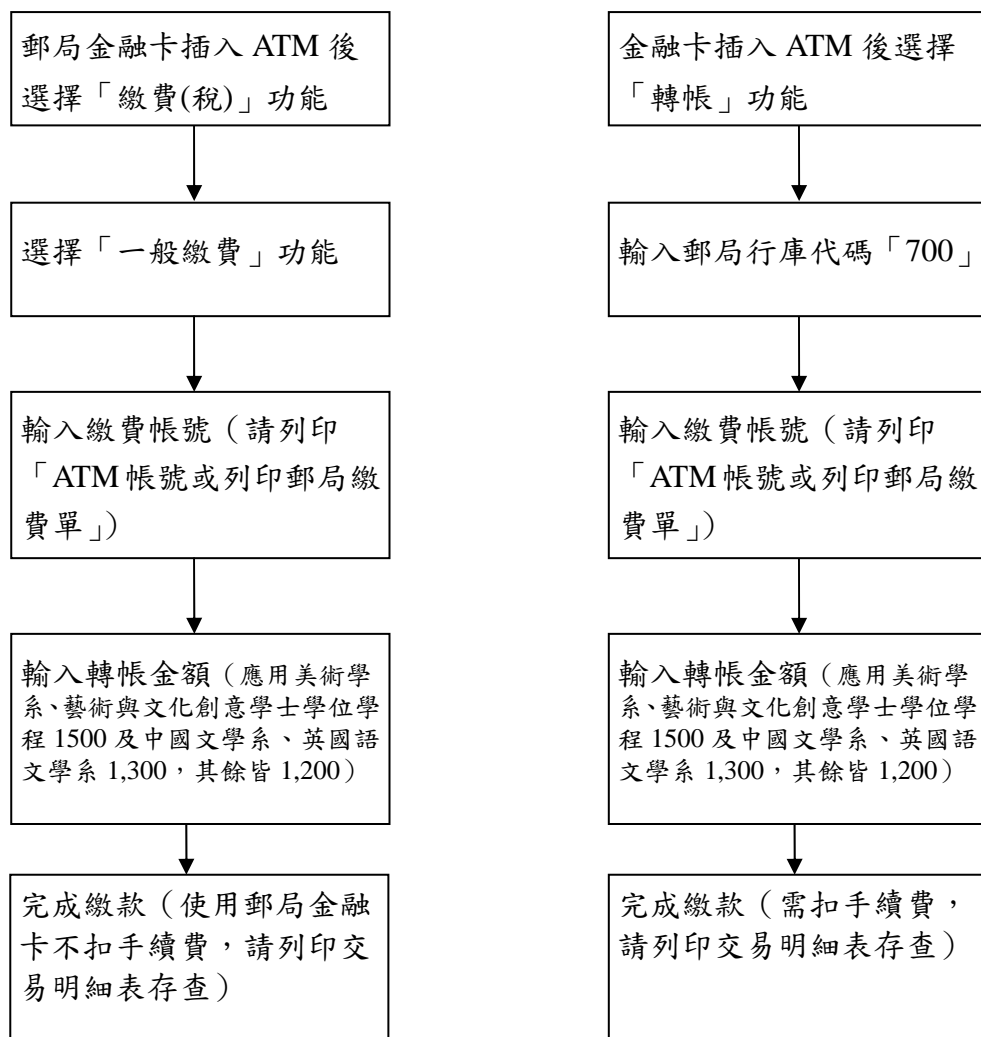 郵局金融卡插入 ATM 後
選擇「繳費(稅)」功能
選擇「一般繳費」功能
輸入繳費帳號（請列印
「ATM 帳號或列印郵局繳
費單」）
輸入轉帳金額（應用美術學
系、藝術與文化創意學士學位學
程 1500 及中國文學系、英國語
文學系 1,300，其餘皆 1,200）
完成繳款（使用郵局金融
卡不扣手續費，請列印交
易明細表存查）
金融卡插入 ATM 後選擇
「轉帳」功能
輸入郵局行庫代碼「700」
輸入繳費帳號（請列印
「ATM 帳號或列印郵局繳
費單」）
輸入轉帳金額（應用美術學
系、藝術與文化創意學士學位學
程 1500 及中國文學系、英國語
文學系 1,300，其餘皆 1,200）
完成繳款（需扣手續費，
請列印交易明細表存查）